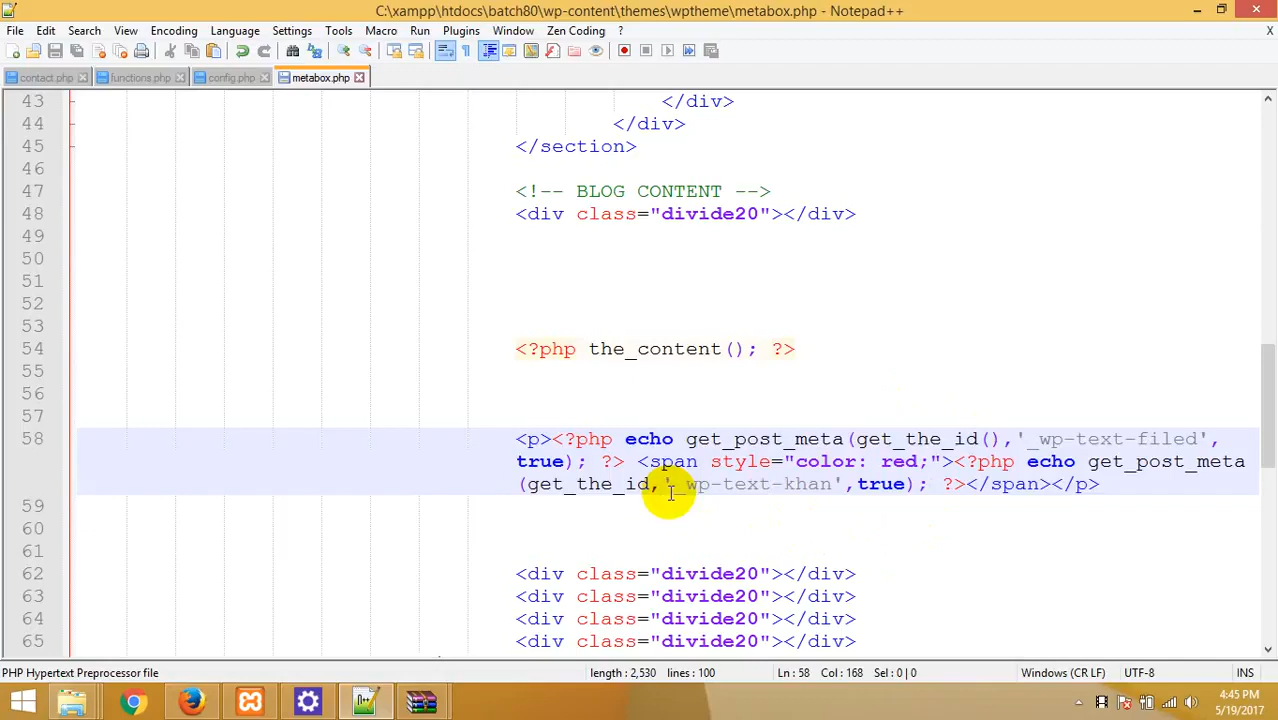 C:\xampp\htdocs\batch80\wp-content\themes\wptheme\metabox.php - Notepad++
File Edit Search View Encoding Language Settings Tools Macro Run Plugins Window Zen Coding ?
X
contact.php functions.php config.php metabox.php
43 </div>
44 </div>
45 </section>
46
47 <!-- BLOG CONTENT -->
48 <div class="divide20"></div>
49
50
51
52
53
54 <?php the_content(); ?>
55
56
57
58 <p><?php echo get_post_meta(get_the_id(),'_wp-text-filed',
true); ?> <span style="color: red;"><?php echo get_post_meta
(get_the_id,'_wp-text-khan',true); ?></span></p>
59
60
61
62 <div class="divide20"></div>
63 <div class="divide20"></div>
64 <div class="divide20"></div>
65 <div class="divide20"></div>
PHP Hypertext Preprocessor file length : 2,530 lines : 100 Ln : 58 Col : 168 Sel : 0 | 0 Windows (CR LF) UTF-8 INS
4:45 PM
5/19/2017